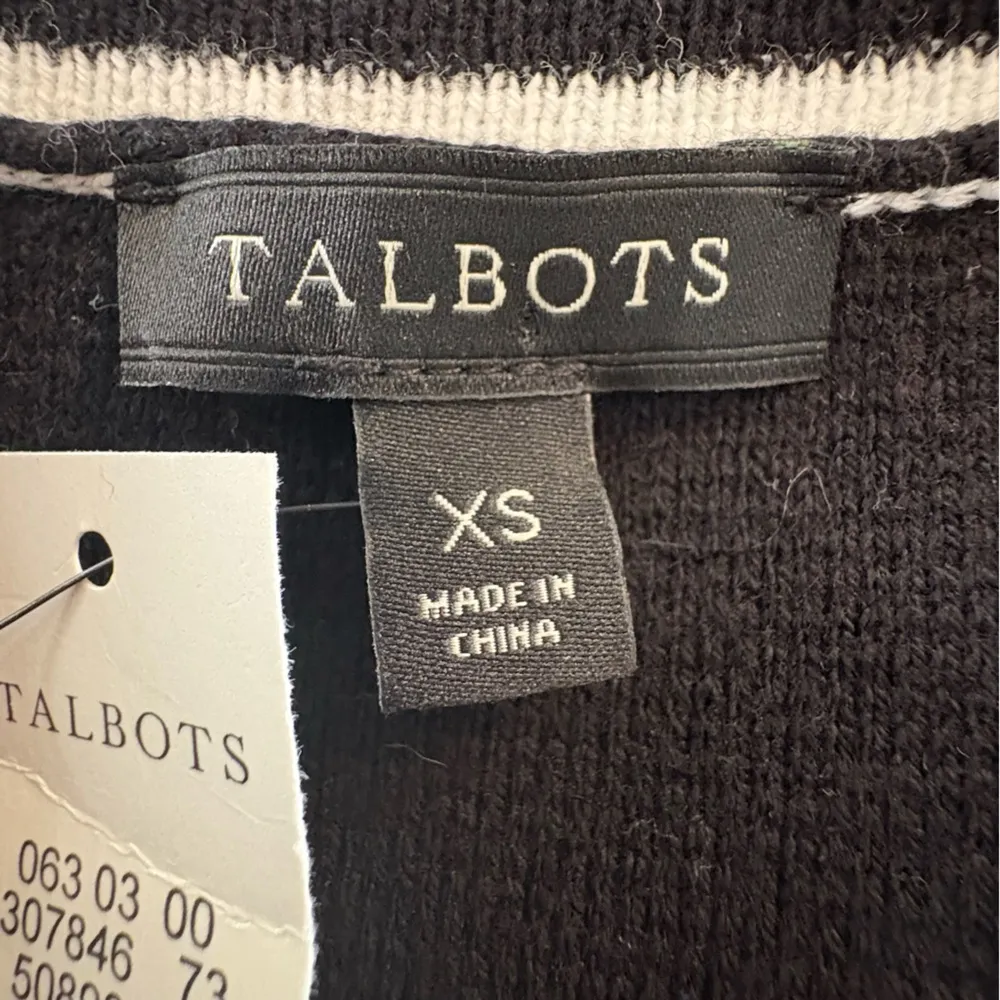 TALBOTS
XS
MADE IN
CHINA
TALBOTS
063 03 00
307846 73